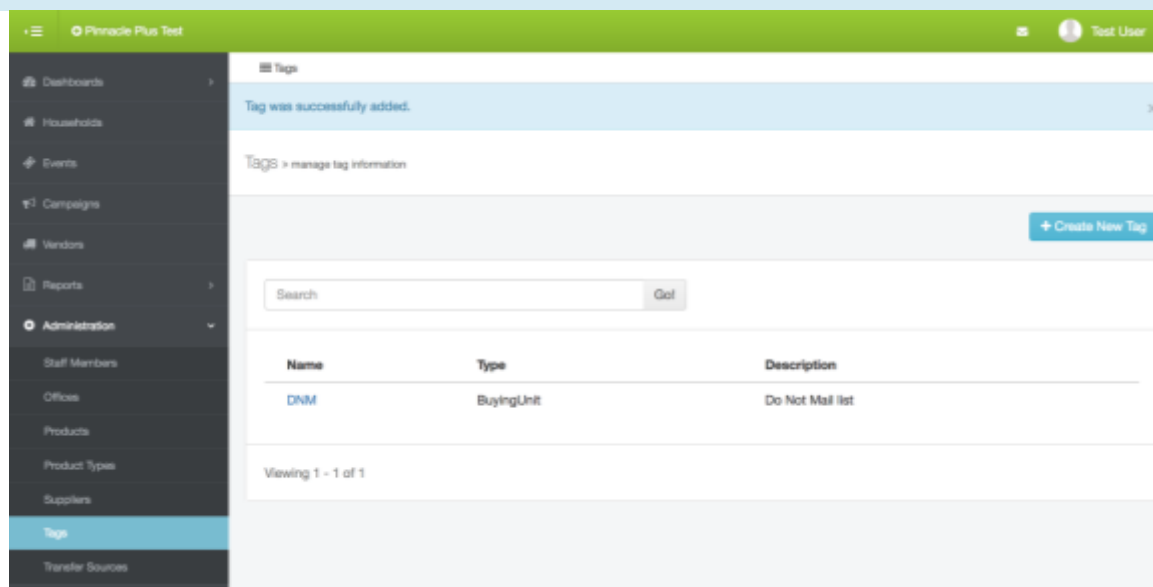 Pinnacle Plus Test
Test User
Dashboards
Households
Events
Campaigns
Vendors
Reports
Administration
Staff Members
Offices
Products
Product Types
Suppliers
Tags
Transfer Sources
Tags
Tag was successfully added.
Tags > manage tag information
+ Create New Tag
Search Go!
Name Type Description
DNM BuyingUnit Do Not Mail list
Viewing 1 - 1 of 1